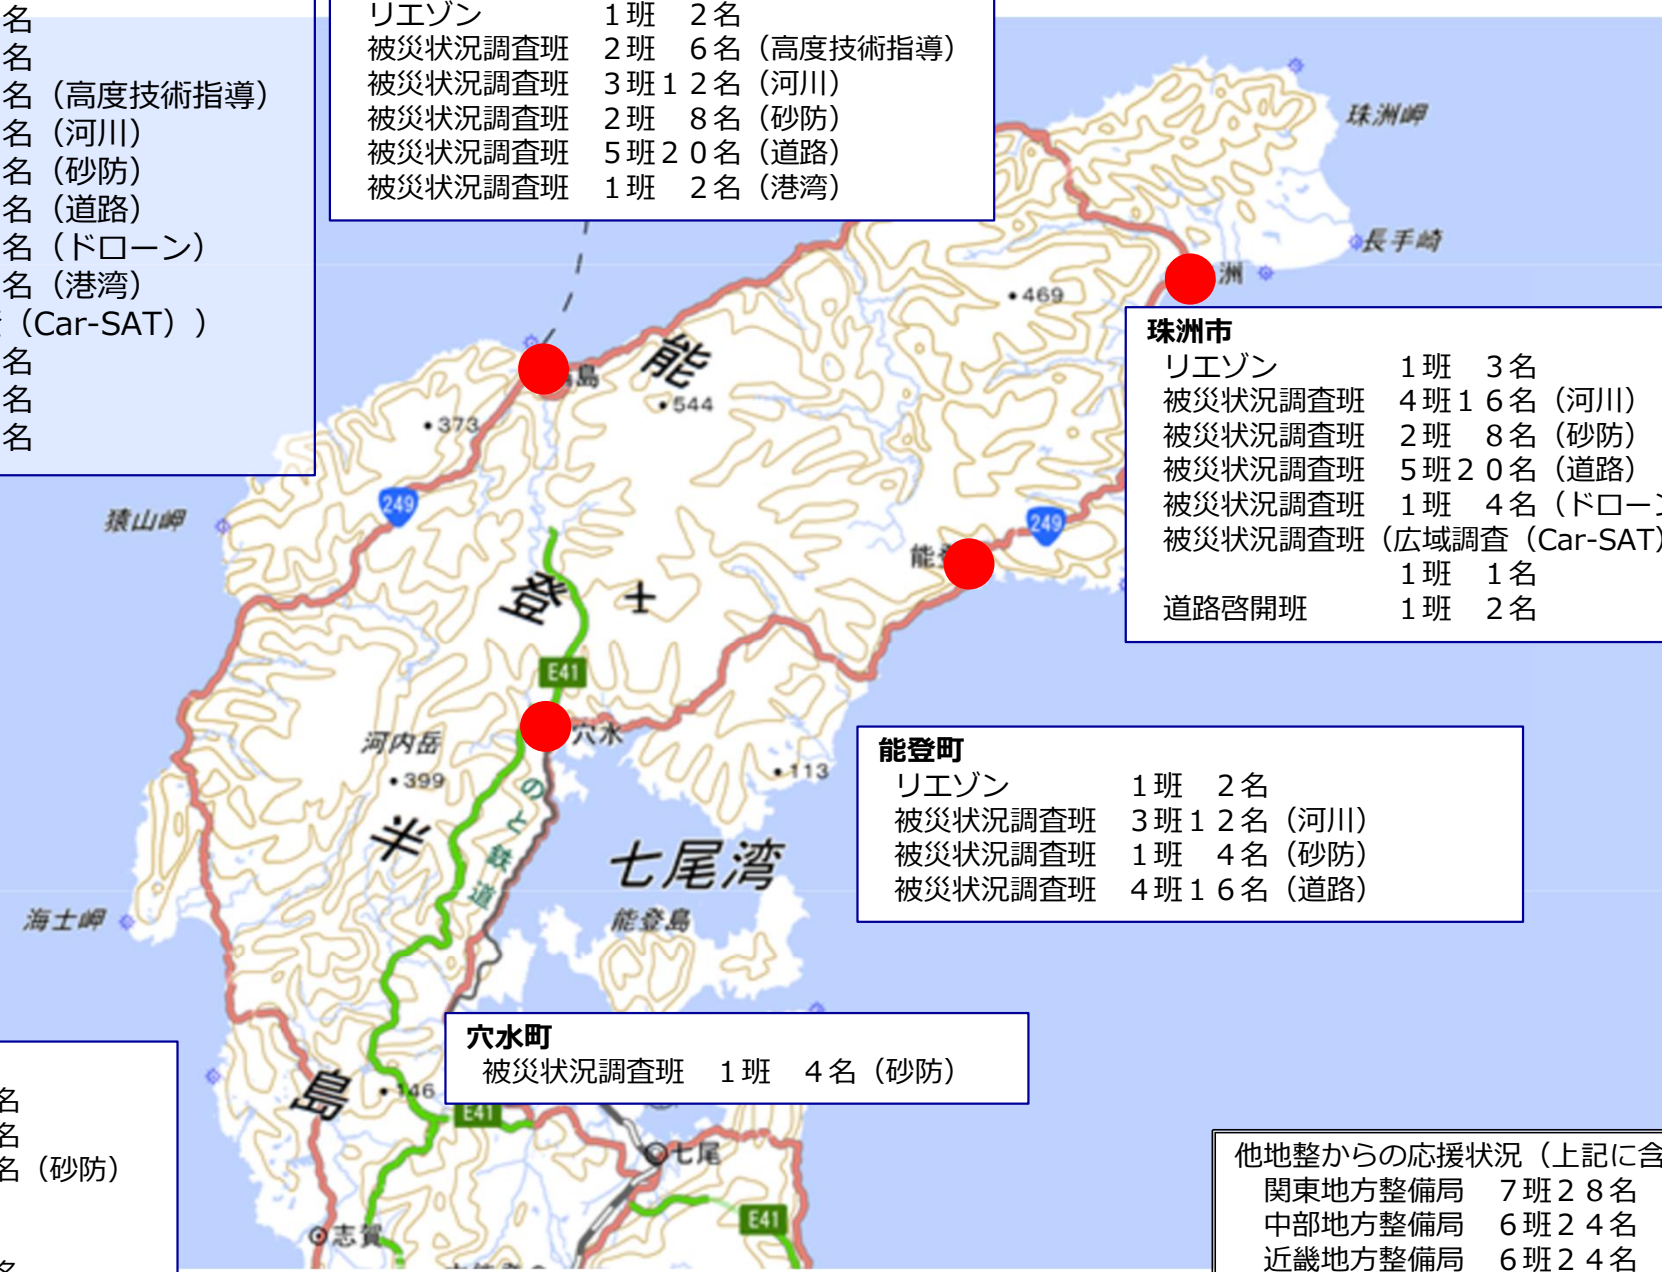 名
名
名（高度技術指導）
名（河川）
名（砂防）
名（道路）
名（ドローン）
名（港湾）
（Car-SAT））
名
名
名
リエゾン　1班　2名
被災状況調査班　2班　6名（高度技術指導）
被災状況調査班　3班１２名（河川）
被災状況調査班　2班　8名（砂防）
被災状況調査班　5班２０名（道路）
被災状況調査班　1班　2名（港湾）
珠洲岬
長手崎
洲
469
能
島
544
373
249
猿山岬
249
能登
珠洲市
リエゾン　1班　3名
被災状況調査班　4班１６名（河川）
被災状況調査班　2班　8名（砂防）
被災状況調査班　5班２０名（道路）
被災状況調査班　1班　4名（ドローン
被災状況調査班（広域調査（Car-SAT）
1班　1名
道路啓開班　1班　2名
登
士
E41
穴水
河内岳
399
113
のと鉄道
半
七尾湾
能登島
海士岬
能登町
リエゾン　1班　2名
被災状況調査班　3班１２名（河川）
被災状況調査班　1班　4名（砂防）
被災状況調査班　4班１６名（道路）
穴水町
被災状況調査班　1班　4名（砂防）
島
146
E41
七尾
E41
志賀
名
名
名（砂防）
名
他地整からの応援状況（上記に含
関東地方整備局　7班２８名
中部地方整備局　6班２４名
近畿地方整備局　6班２４名